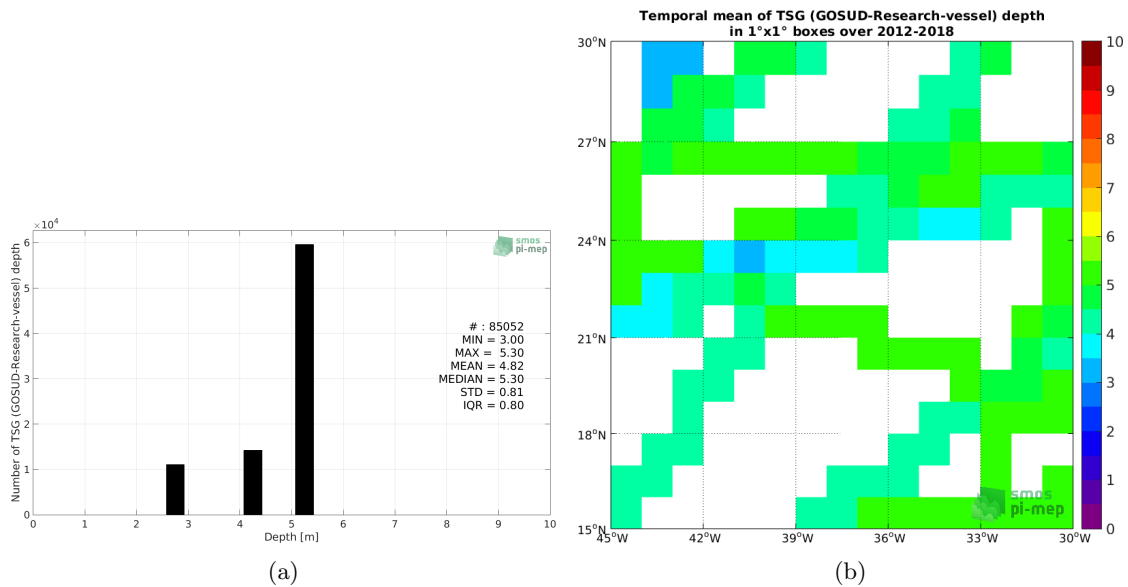 ×10⁴
6
5
4
3
2
1
0
Number of TSG (GOSUD-Research-vessel) depth
smos
pi-mep
# : 85052
MIN = 3.00
MAX = 5.30
MEAN = 4.82
MEDIAN = 5.30
STD = 0.81
IQR = 0.80
0 1 2 3 4 5 6 7 8 9 10
Depth [m]
(a)
Temporal mean of TSG (GOSUD-Research-vessel) depth
in 1°x1° boxes over 2012-2018
30°N
27°N
24°N
21°N
18°N
15°N
45°W 42°W 39°W 36°W 33°W 30°W
smos
pi-mep
10
9
8
7
6
5
4
3
2
1
0
(b)